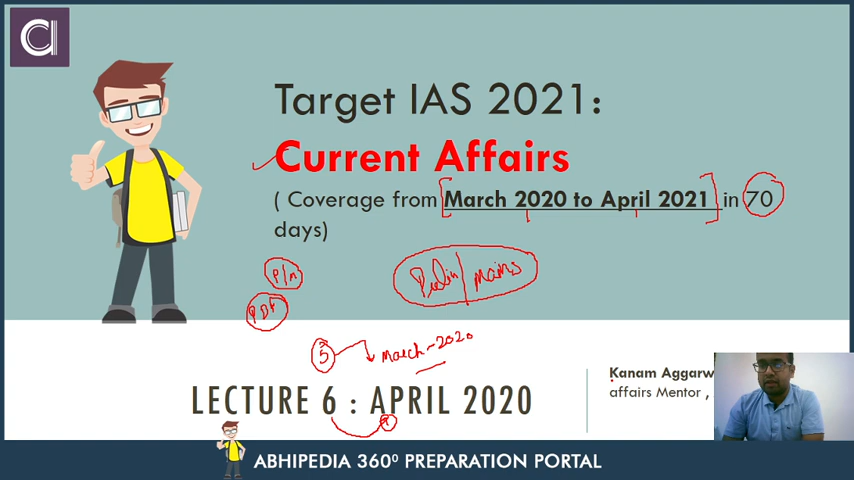 Target IAS 2021:
Current Affairs
( Coverage from March 2020 to April 2021 in 70
days)
P/m
Prelim/mains
PDF
5
March-2020
LECTURE 6 : APRIL 2020
Kanam Aggarw
affairs Mentor ,
ABHIPEDIA 360⁰ PREPARATION PORTAL